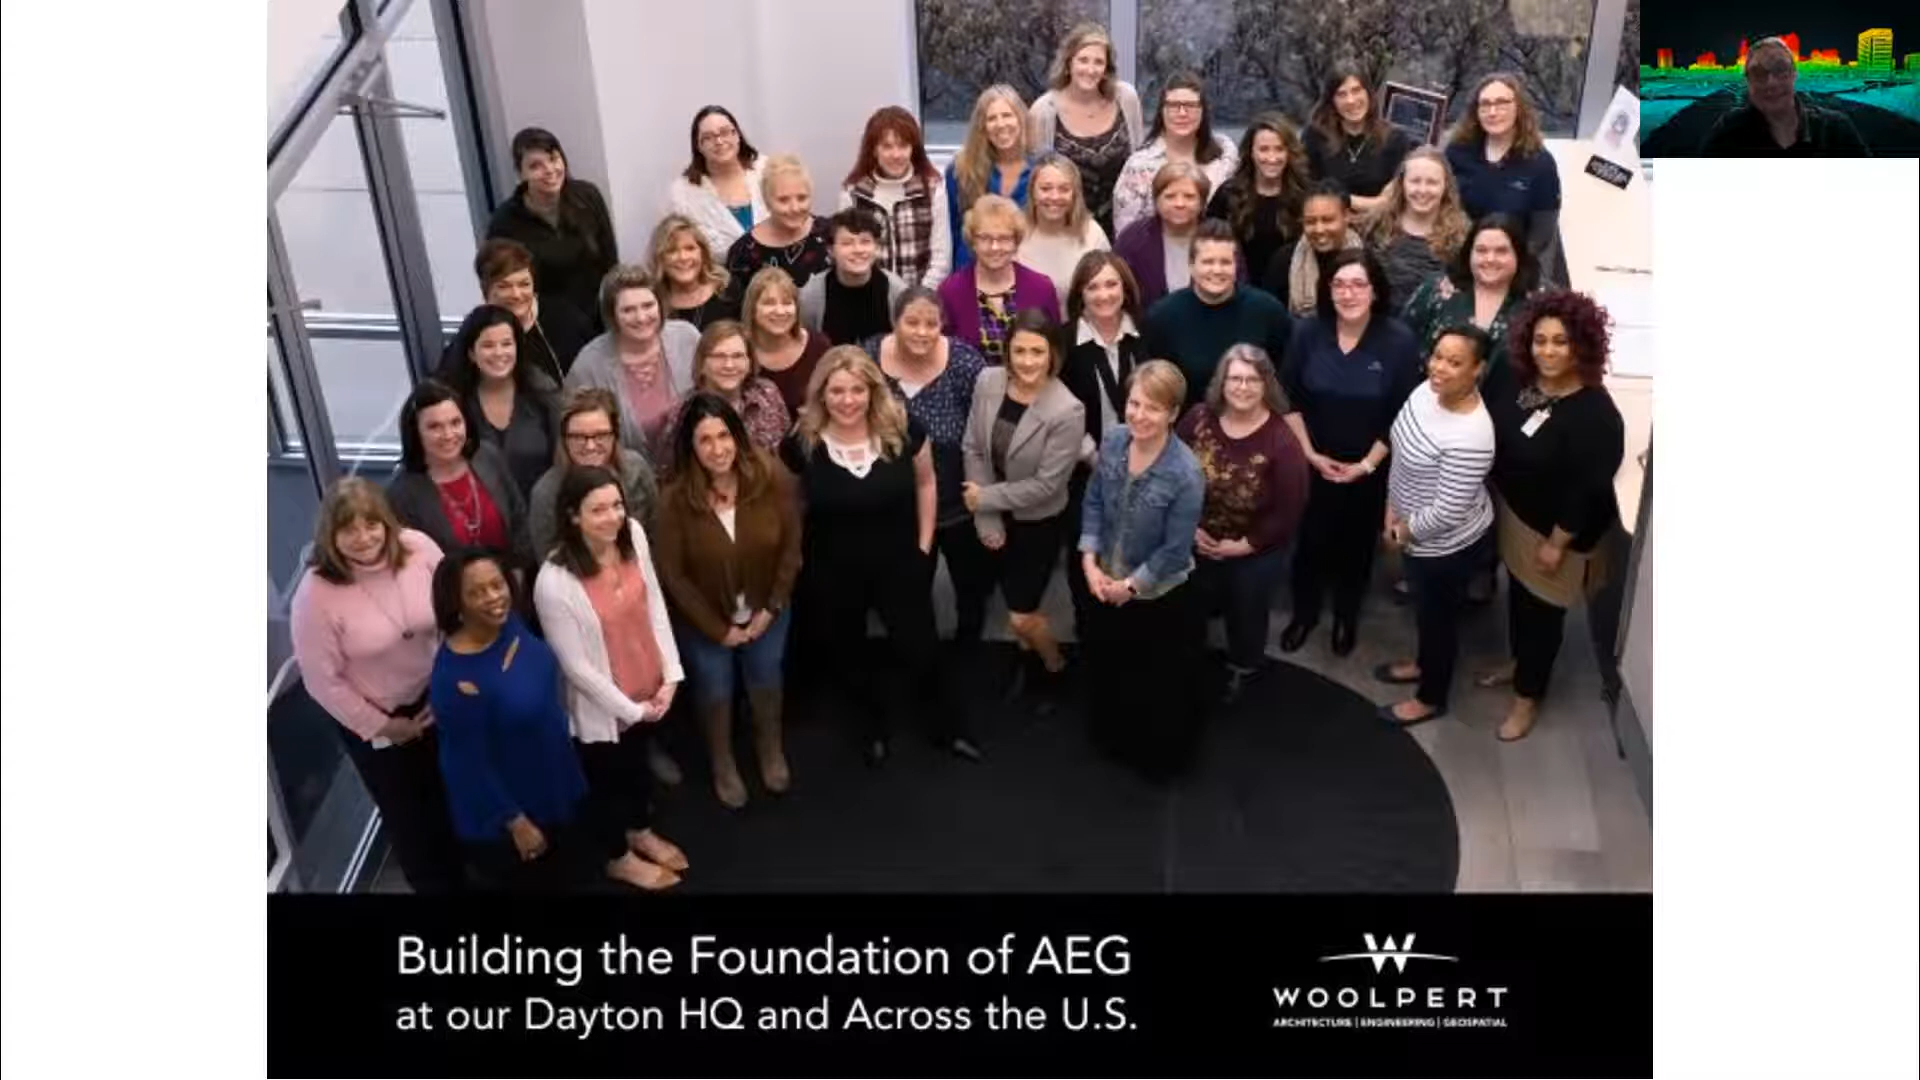 Building the Foundation of AEG
at our Dayton HQ and Across the U.S.
WOOLPERT
ARCHITECTURE | ENGINEERING | GEOSPATIAL